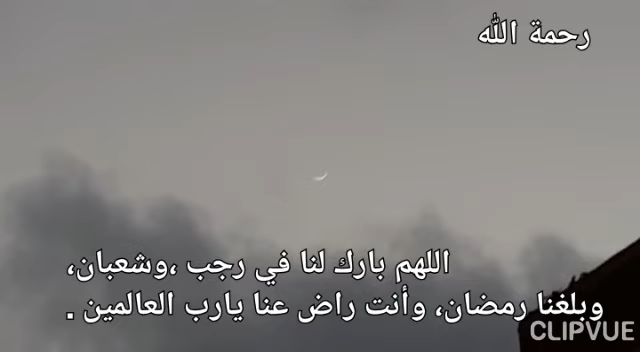 رحمة الله
اللهم بارك لنا في رجب ،وشعبان،
وبلغنا رمضان، وأنت راض عنا يارب العالمين .
CLIPVUE